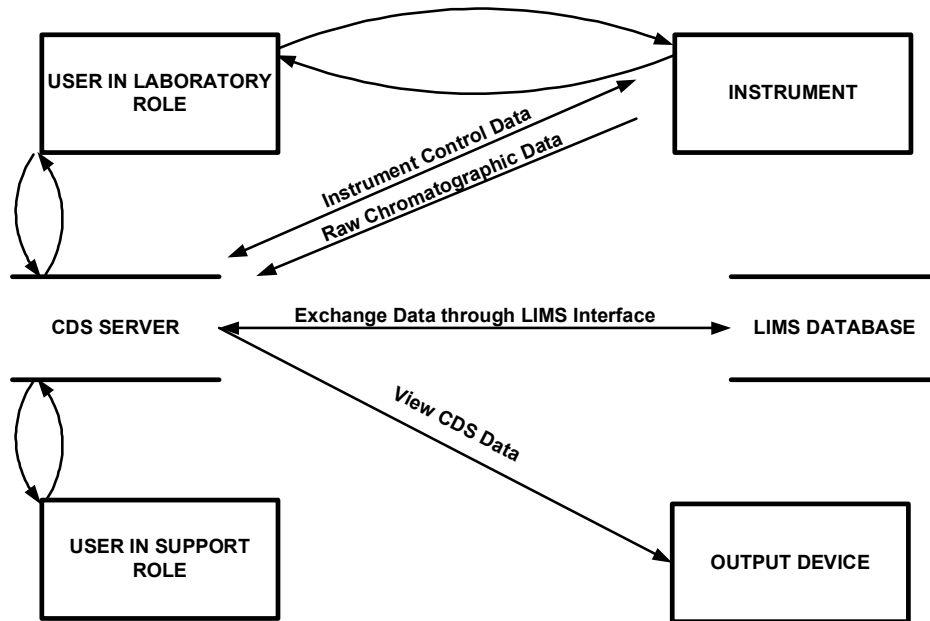 USER IN LABORATORY
ROLE
INSTRUMENT
Instrument Control Data
Raw Chromatographic Data
CDS SERVER
Exchange Data through LIMS Interface
LIMS DATABASE
View CDS Data
USER IN SUPPORT
ROLE
OUTPUT DEVICE